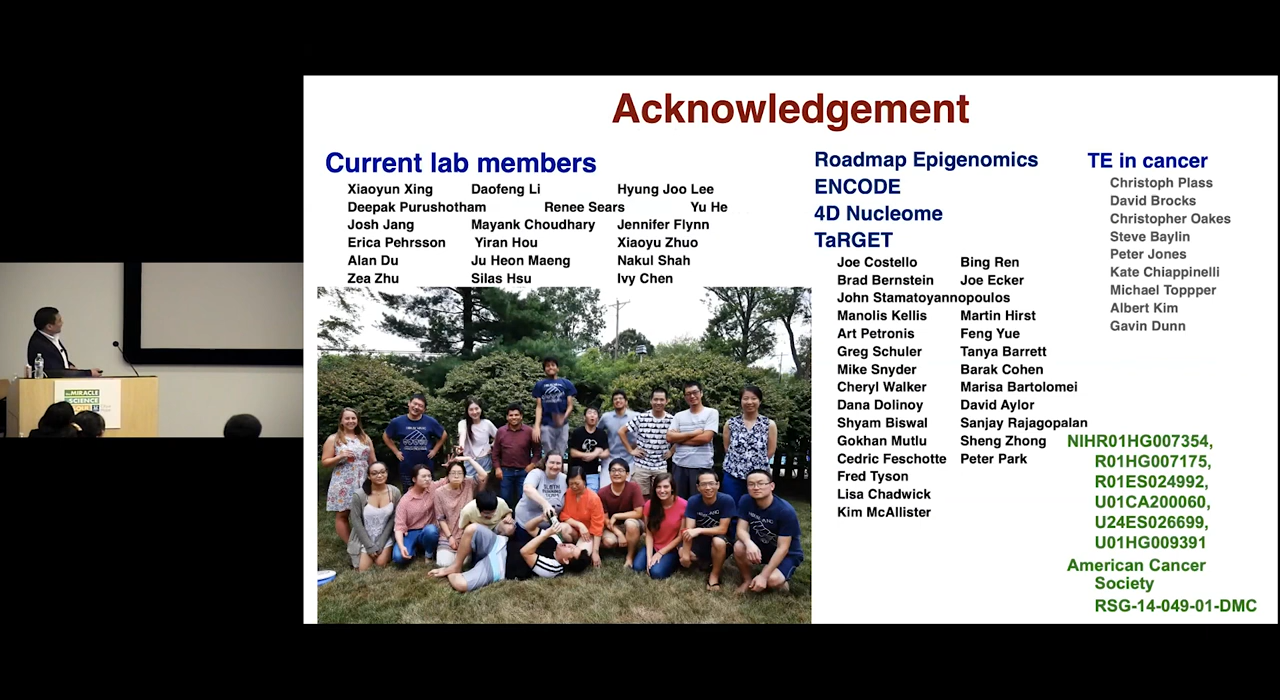 Acknowledgement
Current lab members
Xiaoyun Xing Daofeng Li Hyung Joo Lee
Deepak Purushotham Renee Sears Yu He
Josh Jang Mayank Choudhary Jennifer Flynn
Erica Pehrsson Yiran Hou Xiaoyu Zhuo
Alan Du Ju Heon Maeng Nakul Shah
Zea Zhu Silas Hsu Ivy Chen
Roadmap Epigenomics
ENCODE
4D Nucleome
TaRGET
Joe Costello Bing Ren
Brad Bernstein Joe Ecker
John Stamatoyannopoulos
Manolis Kellis Martin Hirst
Art Petronis Feng Yue
Greg Schuler Tanya Barrett
Mike Snyder Barak Cohen
Cheryl Walker Marisa Bartolomei
Dana Dolinoy David Aylor
Shyam Biswal Sanjay Rajagopalan
Gokhan Mutlu Sheng Zhong
Cedric Feschotte Peter Park
Fred Tyson
Lisa Chadwick
Kim McAllister
TE in cancer
Christoph Plass
David Brocks
Christopher Oakes
Steve Baylin
Peter Jones
Kate Chiappinelli
Michael Toppper
Albert Kim
Gavin Dunn
NIHR01HG007354,
R01HG007175,
R01ES024992,
U01CA200060,
U24ES026699,
U01HG009391
American Cancer
Society
RSG-14-049-01-DMC
MIRACLE
SCIENCE
SOUL